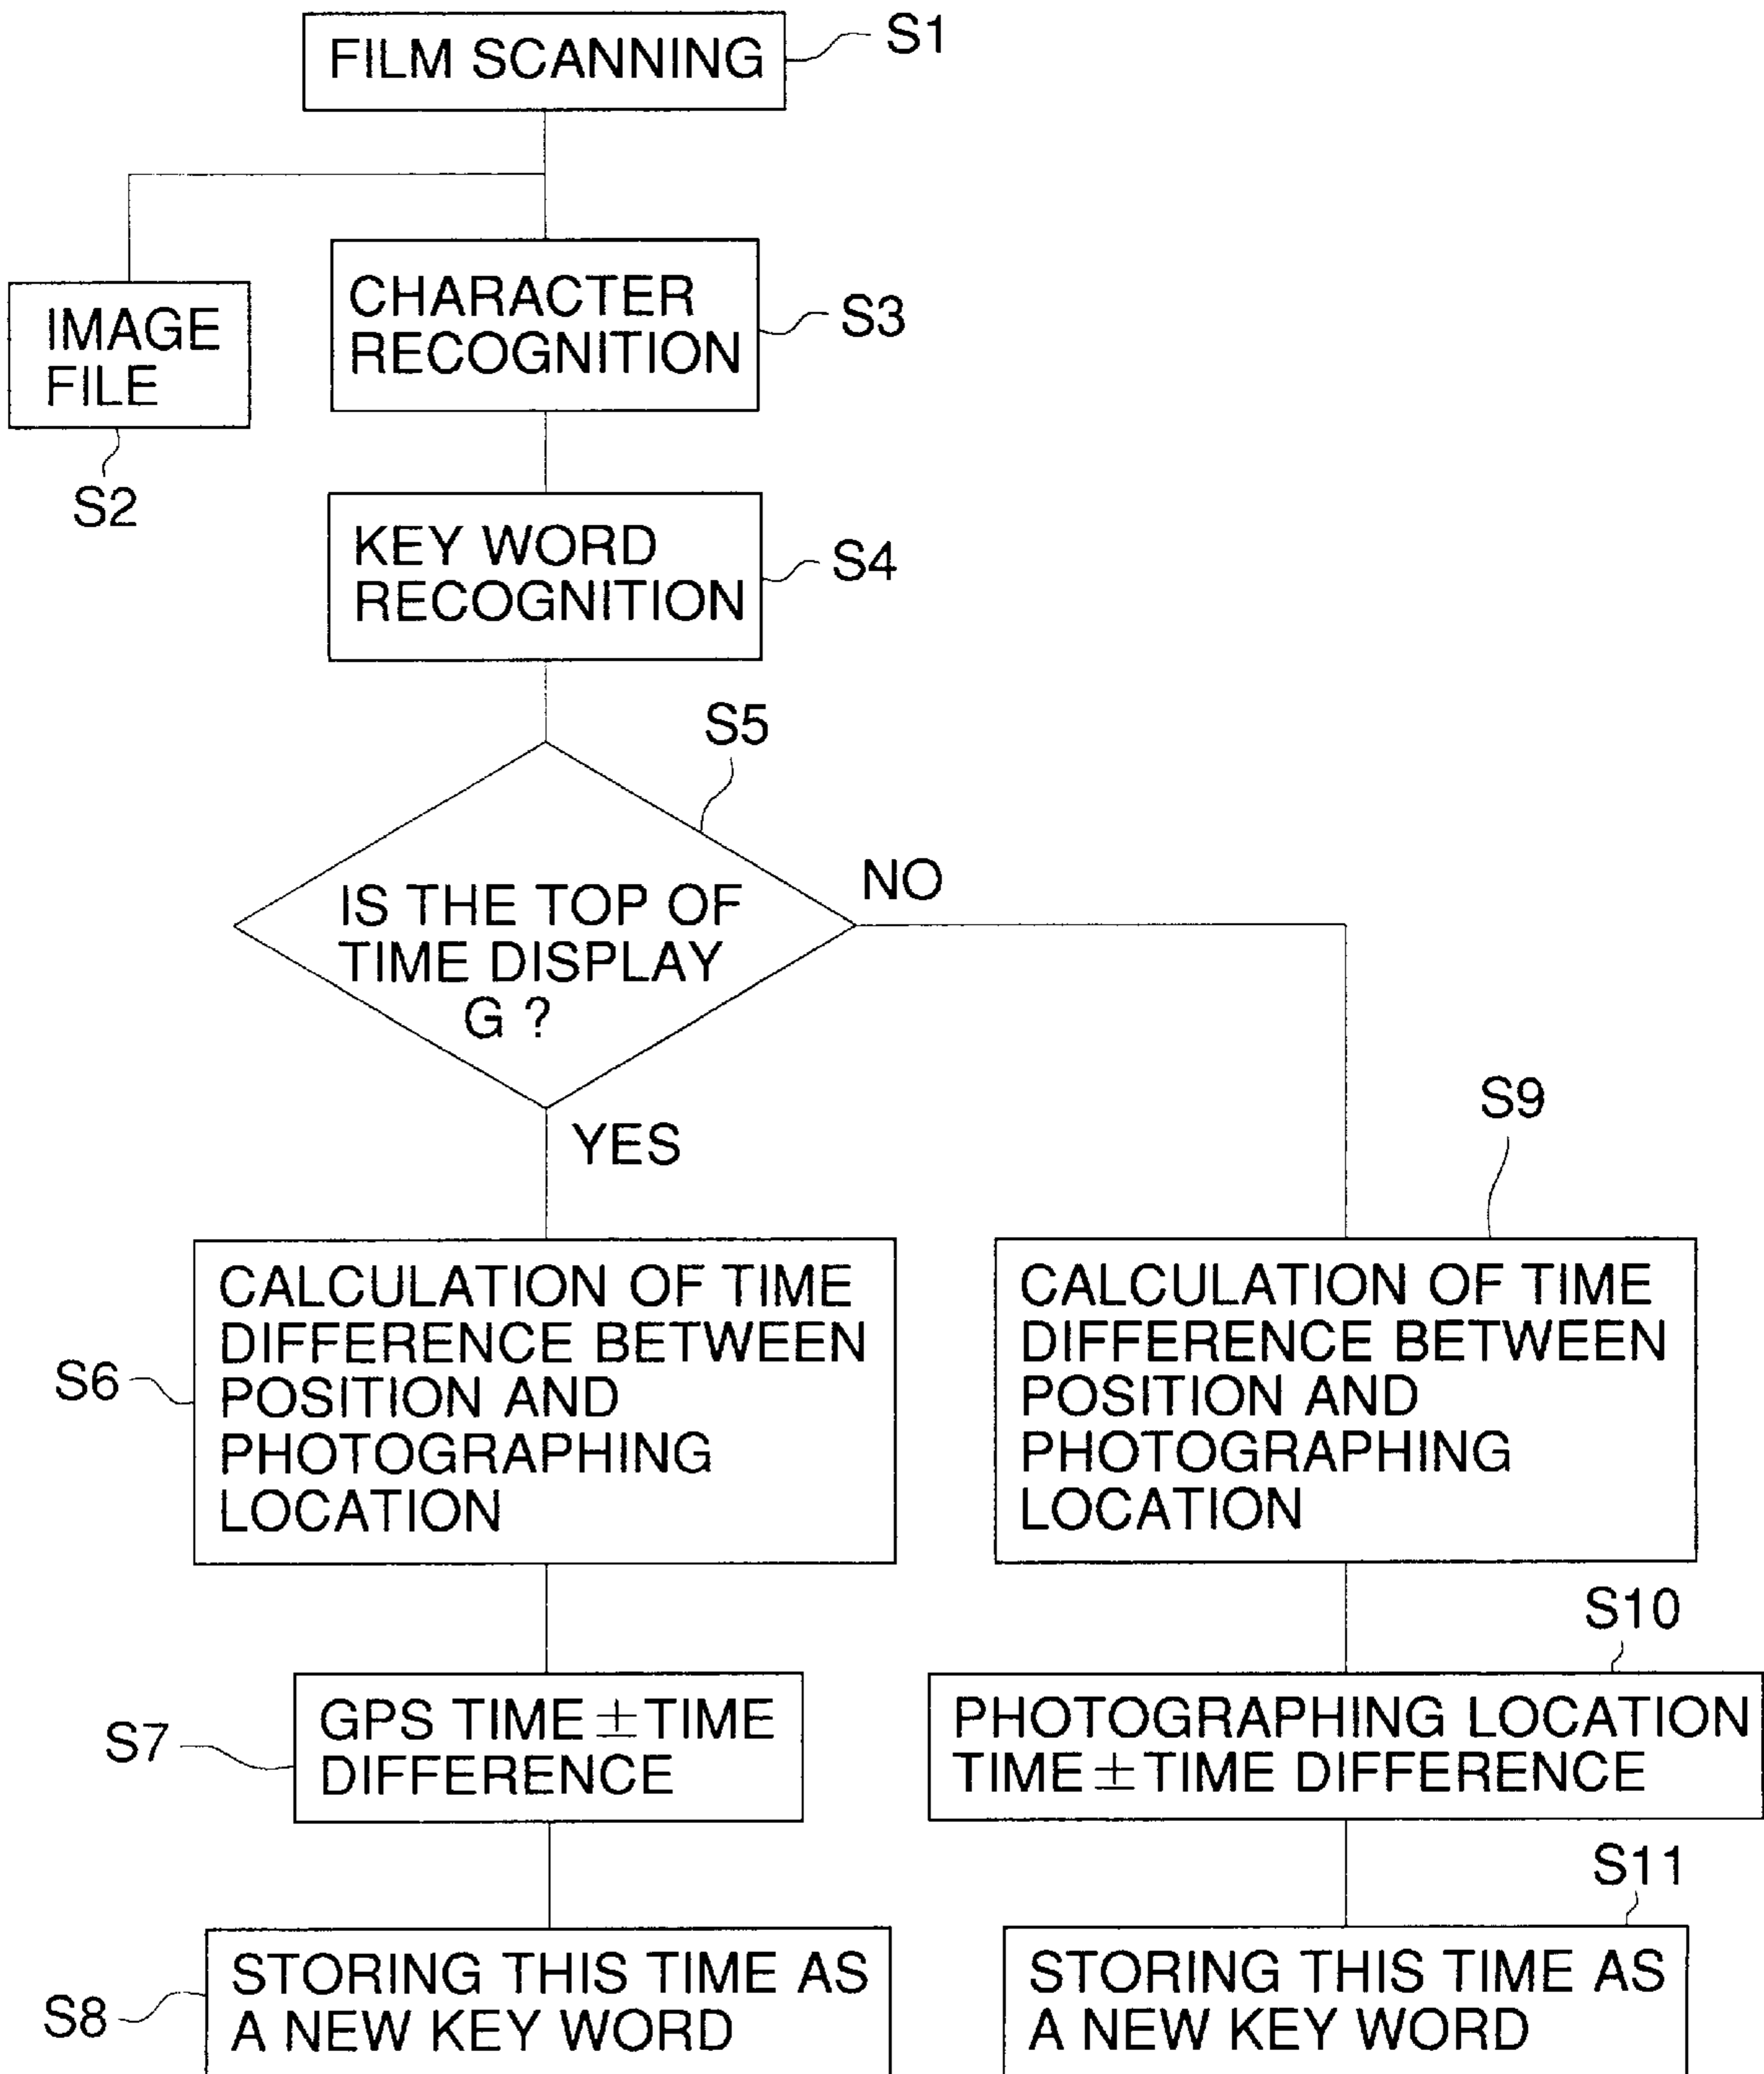 FILM SCANNING
S1
IMAGE
FILE
S2
CHARACTER
RECOGNITION
S3
KEY WORD
RECOGNITION
S4
S5
IS THE TOP OF
TIME DISPLAY
G ?
NO
YES
S6
CALCULATION OF TIME
DIFFERENCE BETWEEN
POSITION AND
PHOTOGRAPHING
LOCATION
S9
CALCULATION OF TIME
DIFFERENCE BETWEEN
POSITION AND
PHOTOGRAPHING
LOCATION
S7
GPS TIME ± TIME
DIFFERENCE
S10
PHOTOGRAPHING LOCATION
TIME ± TIME DIFFERENCE
S8
STORING THIS TIME AS
A NEW KEY WORD
S11
STORING THIS TIME AS
A NEW KEY WORD